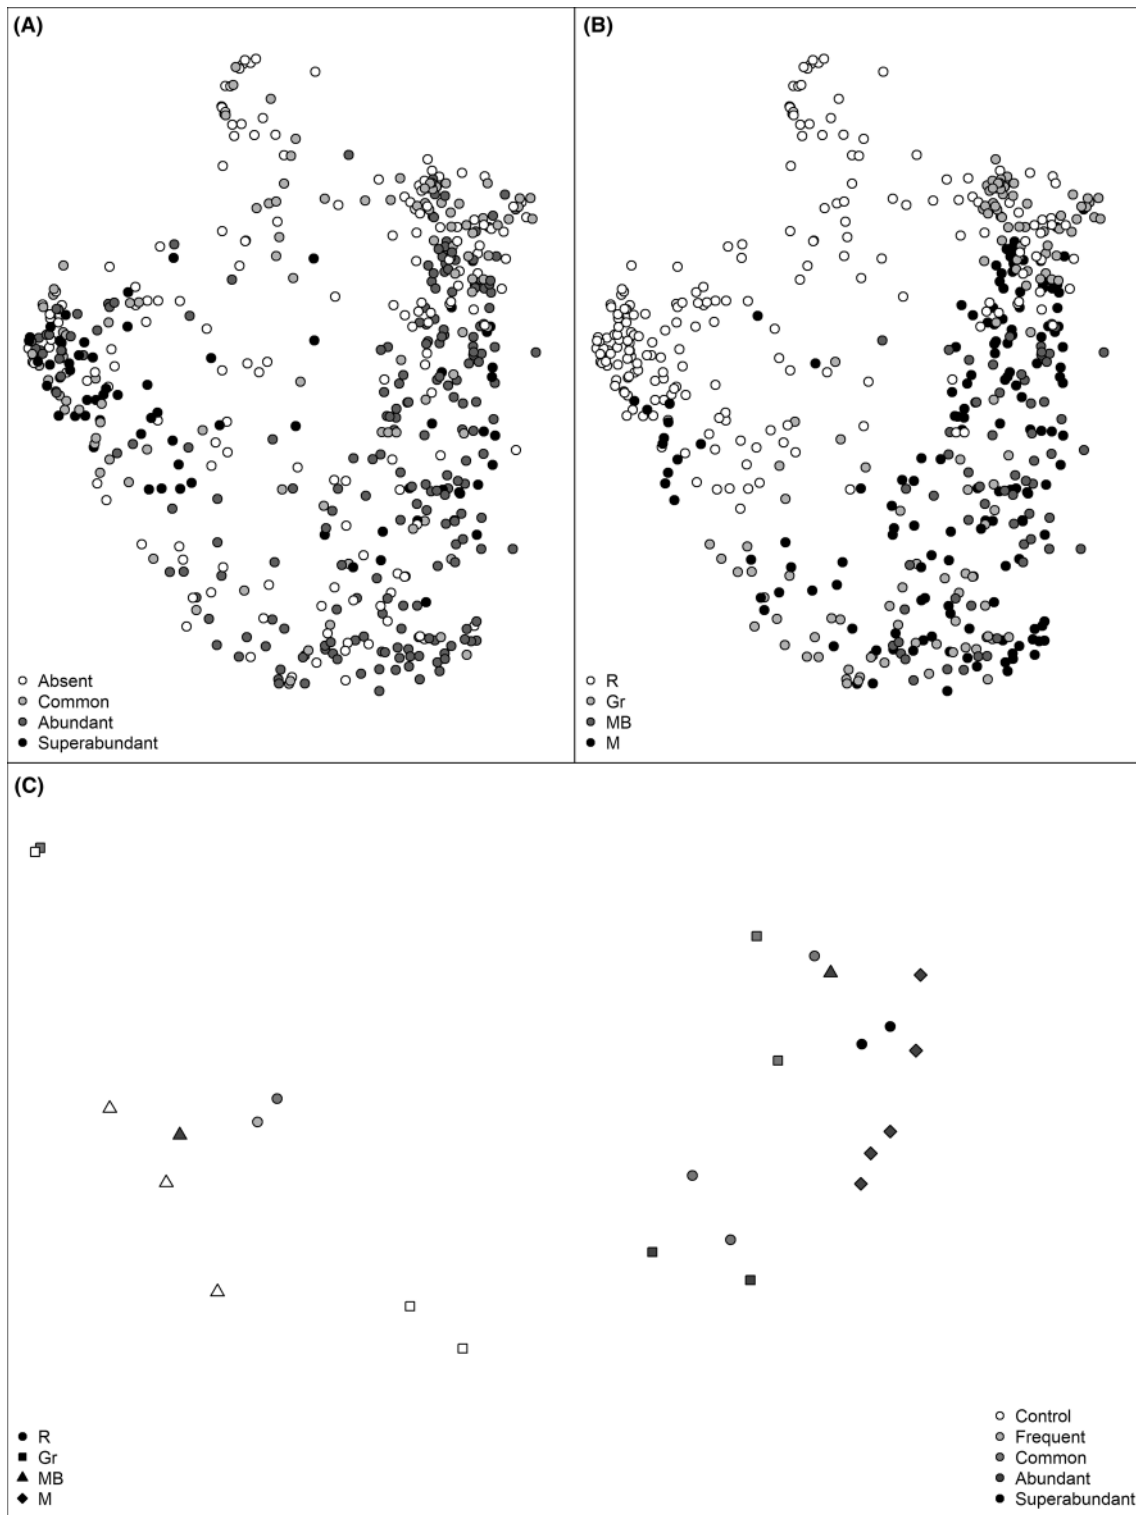 (A)
Absent
Common
Abundant
Superabundant
(B)
R
Gr
MB
M
(C)
R
Gr
MB
M
Control
Frequent
Common
Abundant
Superabundant